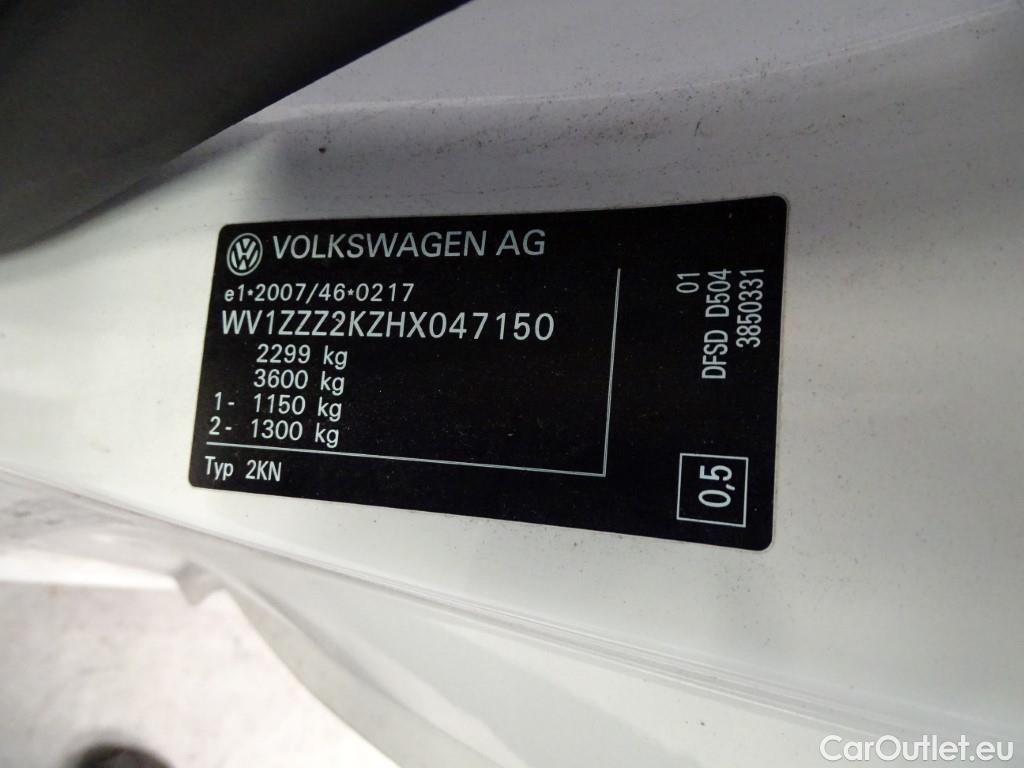 VOLKSWAGEN AG
e1*2007/46*0217
WV1ZZZ2KZHX047150
2299 kg
3600 kg
1- 1150 kg
2- 1300 kg
Typ 2KN
01
DFSD D504
3850331
0,5
CarOutlet.eu